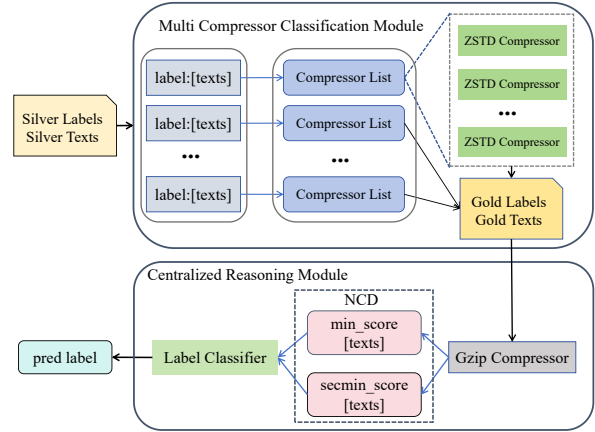 Multi Compressor Classification Module
Silver Labels
Silver Texts
label:[texts]
label:[texts]
...
label:[texts]
Compressor List
Compressor List
...
Compressor List
ZSTD Compressor
ZSTD Compressor
...
ZSTD Compressor
Gold Labels
Gold Texts
Centralized Reasoning Module
NCD
min_score
[texts]
secmin_score
[texts]
Gzip Compressor
Label Classifier
pred label